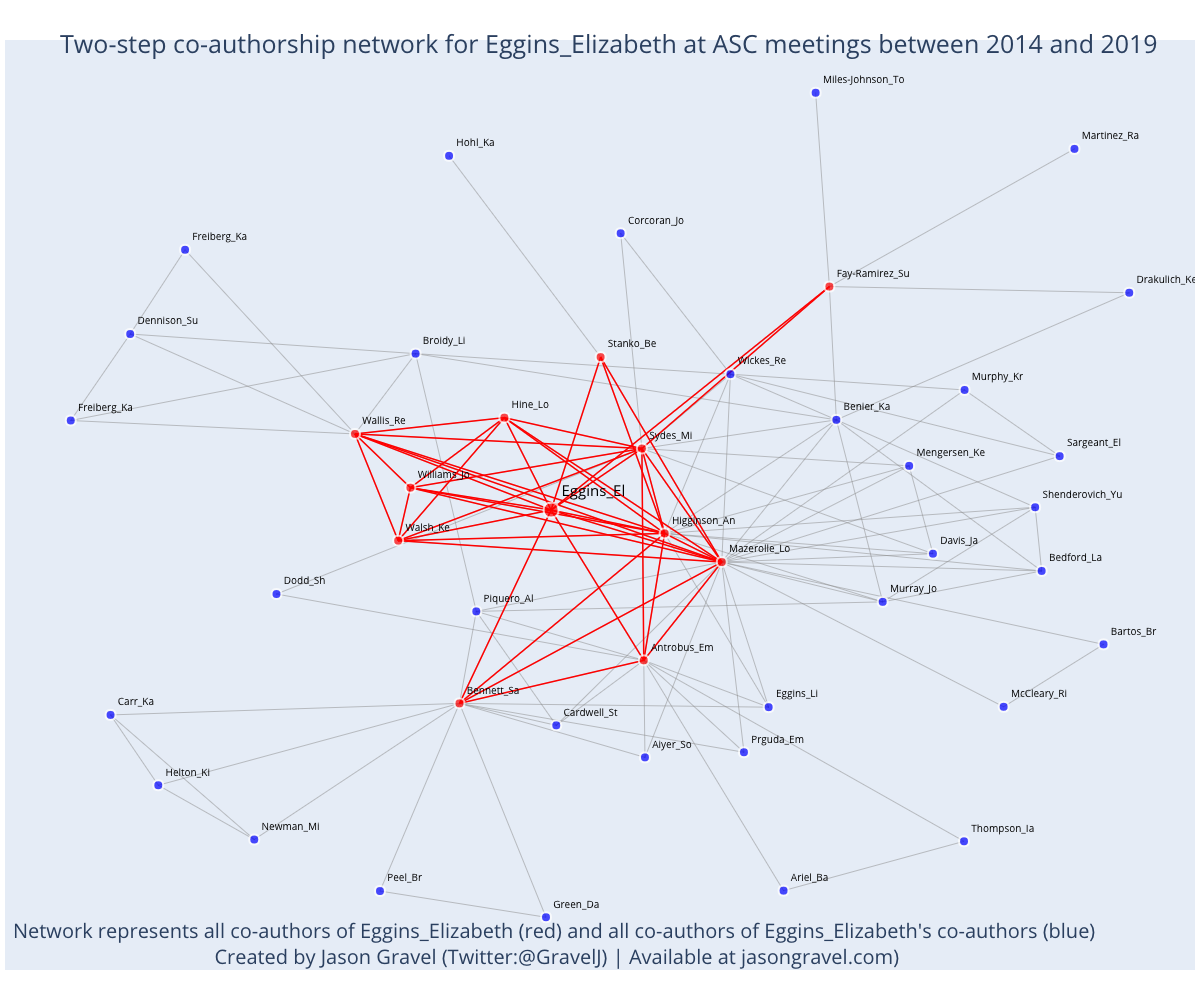 Two-step co-authorship network for Eggins_Elizabeth at ASC meetings between 2014 and 2019
Miles-Johnson_To
Martinez_Ra
Hohl_Ka
Corcoran_Jo
Freiberg_Ka
Fay-Ramirez_Su
Drakulich_Ke
Dennison_Su
Broidy_Li
Stanko_Be
Wickes_Re
Murphy_Kr
Freiberg_Ka
Wallis_Re
Hine_Lo
Benier_Ka
Sydes_Mi
Sargeant_El
Mengersen_Ke
Williams_Jo
Eggins_El
Shenderovich_Yu
Walsh_Ke
Higginson_An
Mazerolle_Lo
Davis_Ja
Bedford_La
Dodd_Sh
Piquero_Al
Murray_Jo
Antrobus_Em
Bartos_Br
Bennett_Sa
Eggins_Li
McCleary_Ri
Carr_Ka
Cardwell_St
Aiyer_So
Prguda_Em
Helton_Ki
Newman_Mi
Thompson_Ia
Peel_Br
Ariel_Ba
Green_Da
Network represents all co-authors of Eggins_Elizabeth (red) and all co-authors of Eggins_Elizabeth's co-authors (blue)
Created by Jason Gravel (Twitter:@GravelJ) | Available at jasongravel.com)